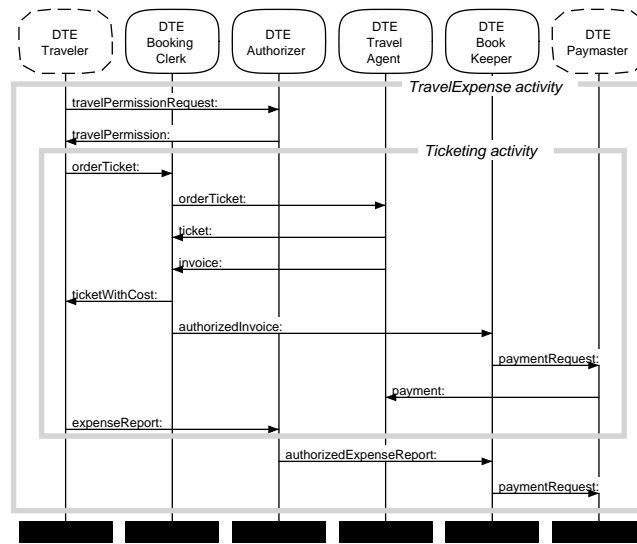 DTE
Traveler
DTE
Booking
Clerk
DTE
Authorizer
DTE
Travel
Agent
DTE
Book
Keeper
DTE
Paymaster
TravelExpense activity
travelPermissionRequest:
travelPermission:
Ticketing activity
orderTicket:
orderTicket:
ticket:
invoice:
ticketWithCost:
authorizedInvoice:
paymentRequest:
payment:
expenseReport:
authorizedExpenseReport:
paymentRequest: